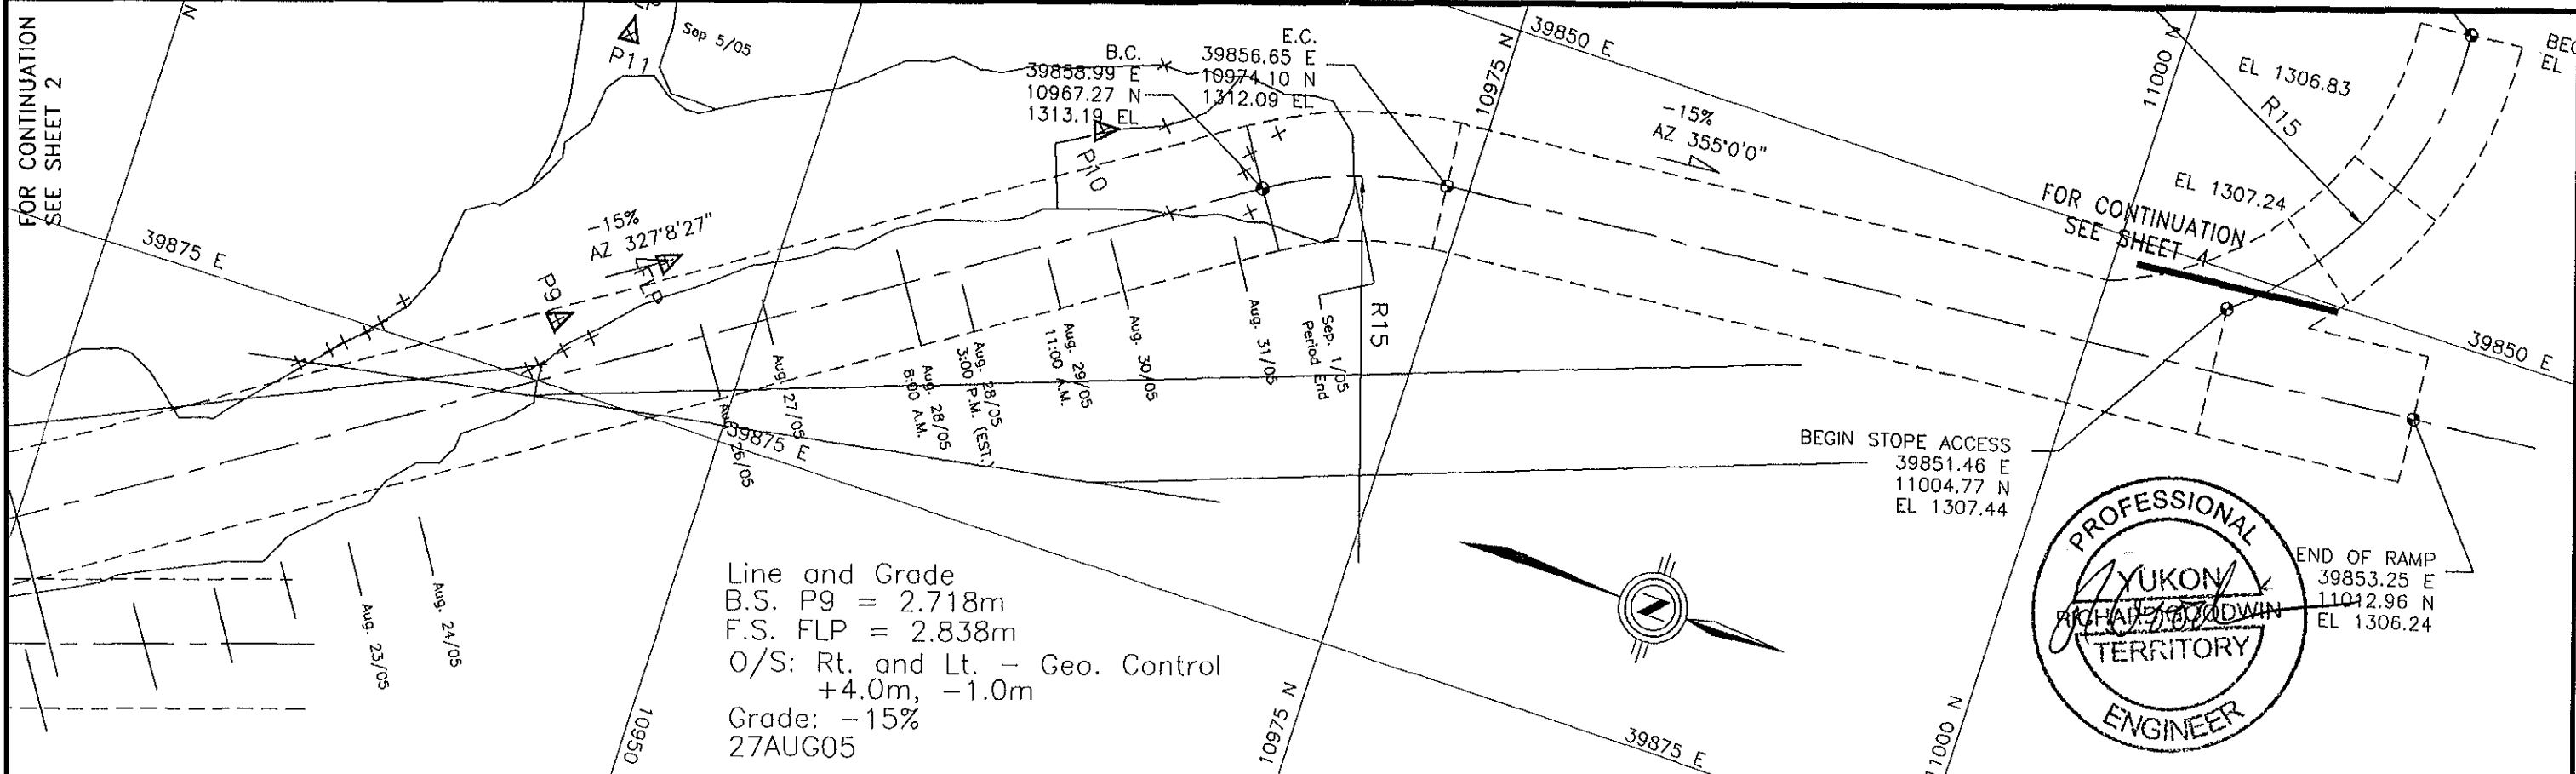 FOR CONTINUATION
SEE SHEET 2
N
P11
Sep 5/05
B.C.
39858.99 E
10967.27 N
1313.19 EL
E.C.
39856.65 E
10974.10 N
1312.09 EL
10975 N
39850 E
-15%
AZ 355°0'0"
11000 N
EL 1306.83
R15
EL 1307.24
BEG
EL
FOR CONTINUATION
SEE SHEET 4
39850 E
39875 E
-15%
AZ 327°8'27"
FLP
P9
P10
R15
Aug. 23/05
Aug. 24/05
Aug. 26/05
Aug. 27/05
39875 E
Aug. 28/05
8:00 A.M.
Aug. 28/05
3:00 P.M. (EST.)
Aug. 29/05
11:00 A.M.
Aug. 30/05
Aug. 31/05
Sep. 1/05
Period End
BEGIN STOPE ACCESS
39851.46 E
11004.77 N
EL 1307.44
END OF RAMP
39853.25 E
11012.96 N
EL 1306.24
PROFESSIONAL
YUKON
RICHARD GOODWIN
TERRITORY
ENGINEER
Line and Grade
B.S. P9 = 2.718m
F.S. FLP = 2.838m
O/S: Rt. and Lt. - Geo. Control
+4.0m, -1.0m
Grade: -15%
27AUG05
10950
10975 N
39875 E
11000 N
N